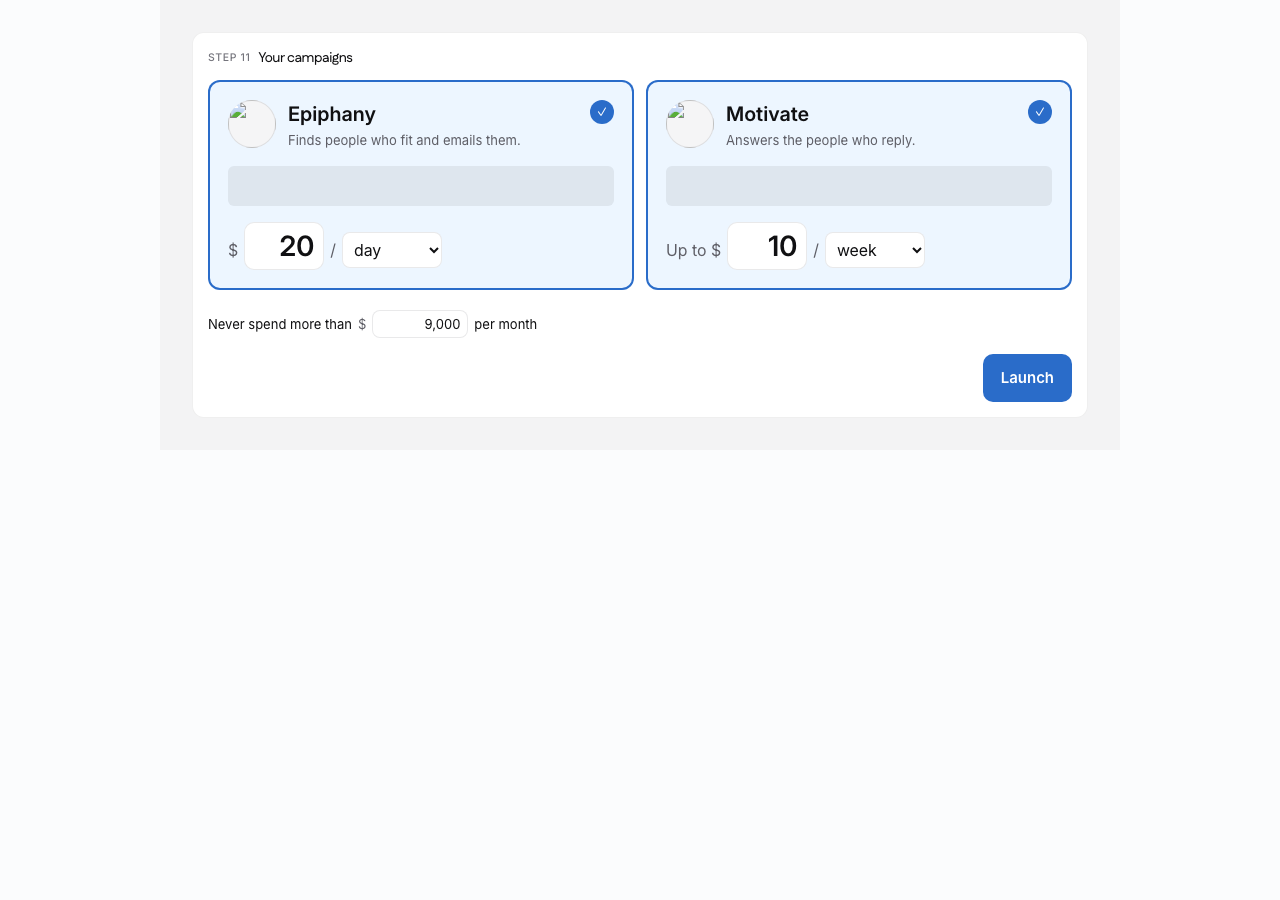 STEP 11 Your campaigns
Epiphany
Finds people who fit and emails them.
$ 20 / day
Motivate
Answers the people who reply.
Up to $ 10 / week
Never spend more than $ 9,000 per month
Launch